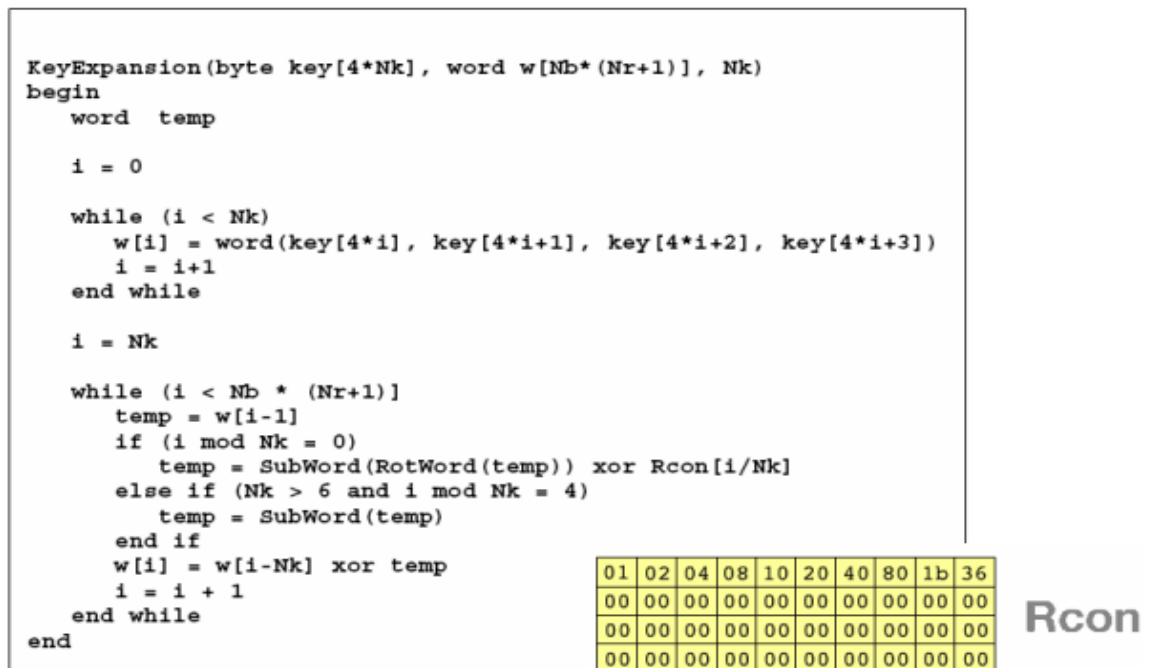 KeyExpansion(byte key[4*Nk], word w[Nb*(Nr+1)], Nk)
begin
word temp
i = 0
while (i < Nk)
w[i] = word(key[4*i], key[4*i+1], key[4*i+2], key[4*i+3])
i = i+1
end while
i = Nk
while (i < Nb * (Nr+1)]
temp = w[i-1]
if (i mod Nk = 0)
temp = SubWord(RotWord(temp)) xor Rcon[i/Nk]
else if (Nk > 6 and i mod Nk = 4)
temp = SubWord(temp)
end if
w[i] = w[i-Nk] xor temp
i = i + 1
end while
end
01 02 04 08 10 20 40 80 1b 36
00 00 00 00 00 00 00 00 00 00
00 00 00 00 00 00 00 00 00 00
00 00 00 00 00 00 00 00 00 00
Rcon